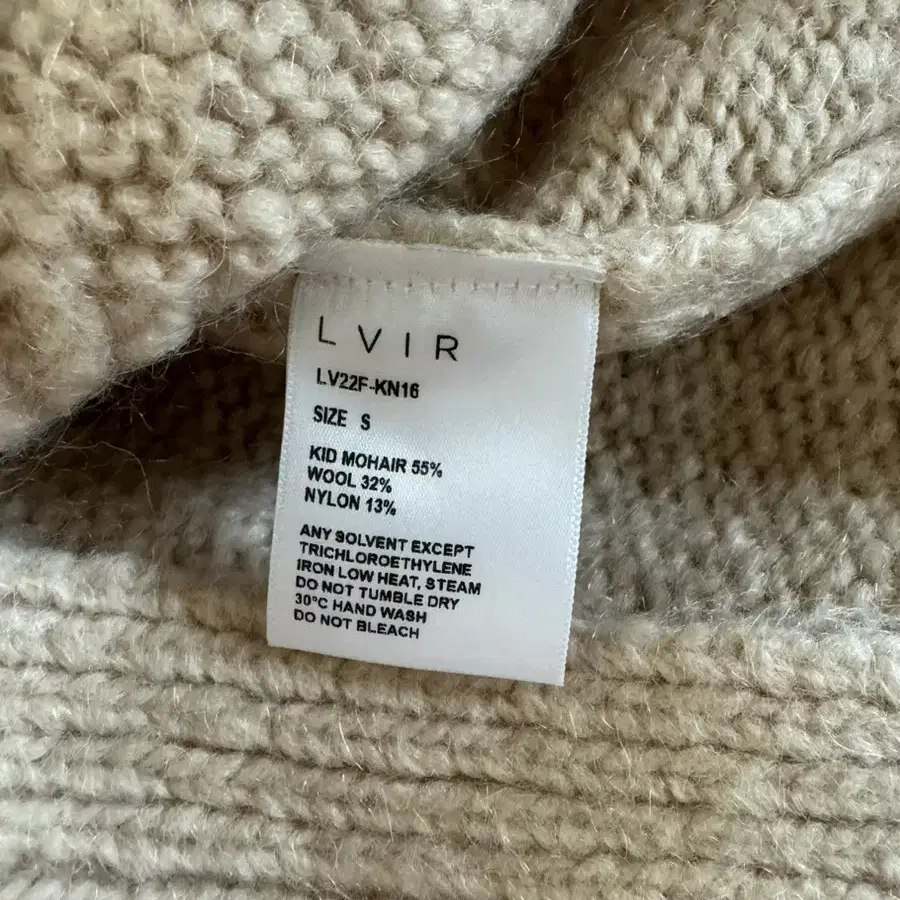 LVIR
LV22F-KN16
SIZE S
KID MOHAIR 55%
WOOL 32%
NYLON 13%
ANY SOLVENT EXCEPT
TRICHLOROETHYLENE
IRON LOW HEAT, STEAM
DO NOT TUMBLE DRY
30°C HAND WASH
DO NOT BLEACH